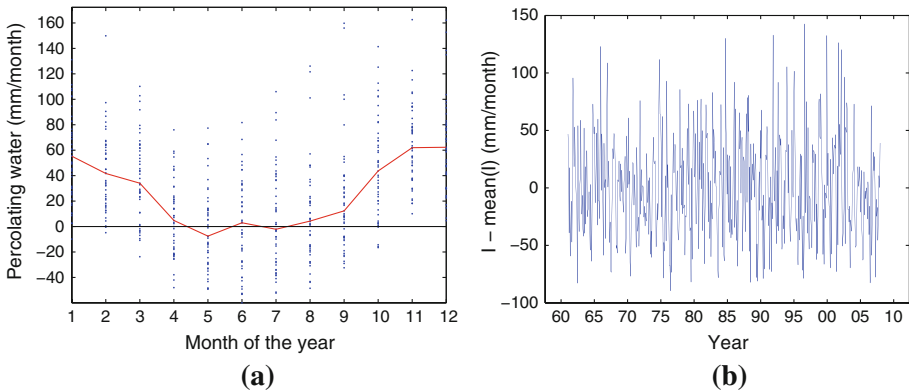 Percolating water (mm/month)
160
140
120
100
80
60
40
20
0
−20
−40
1 2 3 4 5 6 7 8 9 10 11 12
Month of the year
(a)
I − mean(I) (mm/month)
150
100
50
0
−50
−100
60 65 70 75 80 85 90 95 00 05 10
Year
(b)